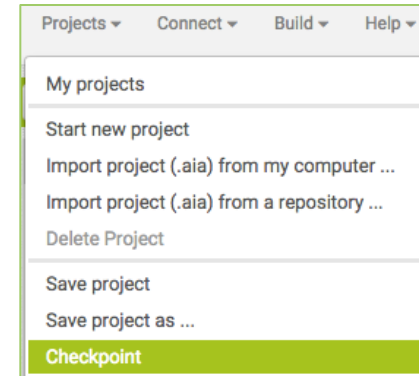 Projects ▾ Connect ▾ Build ▾ Help ▾
My projects
Start new project
Import project (.aia) from my computer ...
Import project (.aia) from a repository ...
Delete Project
Save project
Save project as ...
Checkpoint